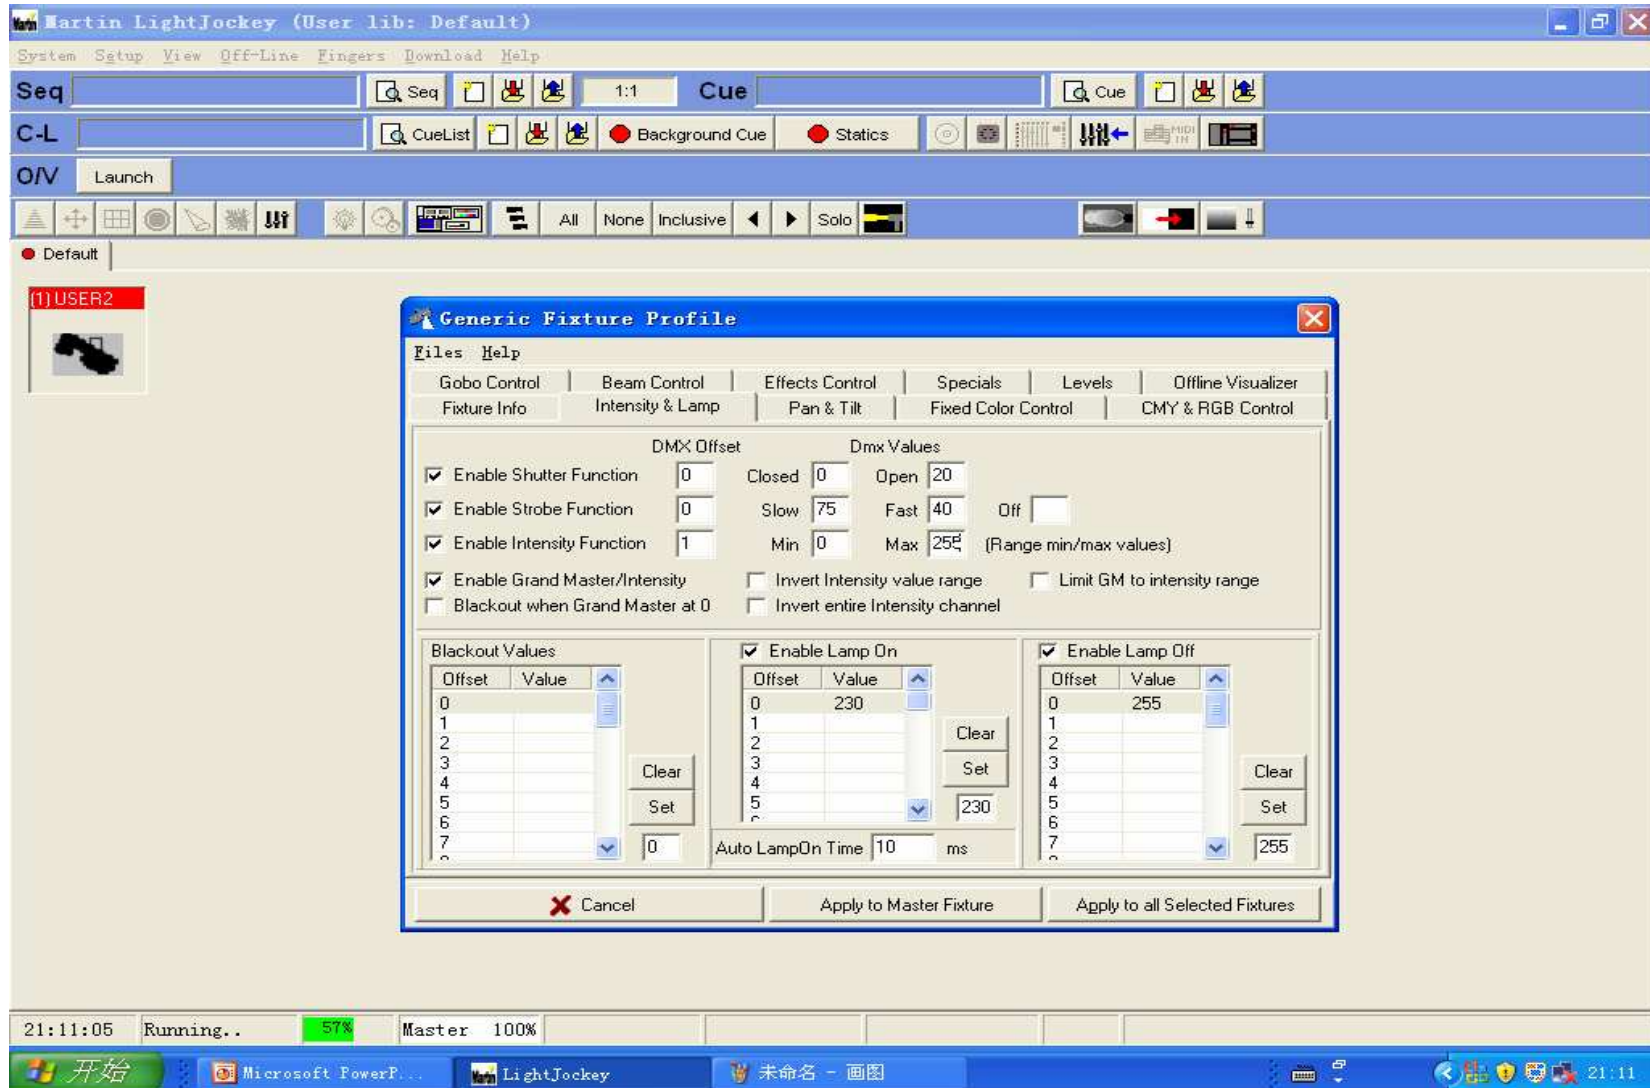 Martin LightJockey (User lib: Default)
System Setup View Off-Line Fingers Download Help
Seq Seq 1:1 Cue Cue
C-L CueList Background Cue Statics MIDI IN
O/V Launch
All None Inclusive Solo
Default
(1) USER2
Generic Fixture Profile
Files Help
Gobo Control Beam Control Effects Control Specials Levels Offline Visualizer
Fixture Info Intensity & Lamp Pan & Tilt Fixed Color Control CMY & RGB Control
DMX Offset Dmx Values
Enable Shutter Function 0 Closed 0 Open 20
Enable Strobe Function 0 Slow 75 Fast 40 Off
Enable Intensity Function 1 Min 0 Max 255 (Range min/max values)
Enable Grand Master/Intensity Invert Intensity value range Limit GM to intensity range
Blackout when Grand Master at 0 Invert entire Intensity channel
Blackout Values Enable Lamp On Enable Lamp Off
Offset Value Offset Value Offset Value
0 0 230 0 255
1 1 1
2 2 Clear 2
3 Clear 3 Set 3 Clear
4 4 4
5 Set 5 230 5 Set
6 6
7 0 Auto LampOn Time 10 ms 7 255
Cancel Apply to Master Fixture Apply to all Selected Fixtures
21:11:05 Running.. 57% Master 100%
开始 Microsoft PowerP... LightJockey 未命名 - 画图 21:11